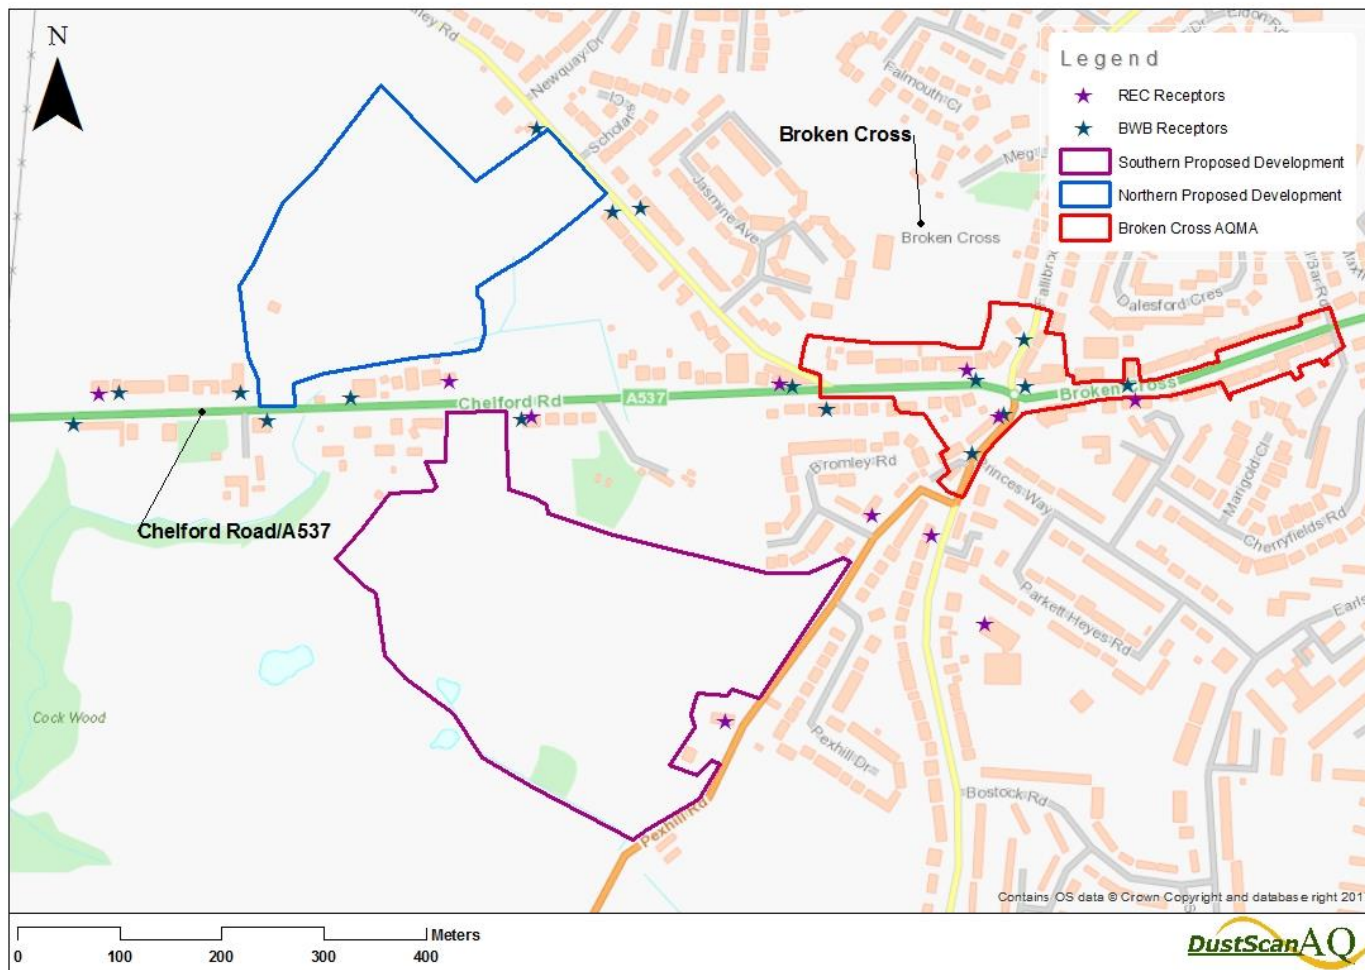 N
Newquay Dr
Scholars Cl
Jasmine Ave
Falmouth Cl
Broken Cross
Broken Cross
Dalesford Cres
Legend
REC Receptors
BWB Receptors
Southern Proposed Development
Northern Proposed Development
Broken Cross AQMA
Chelford Rd
A537
Broken Cross
Chelford Road/A537
Bromley Rd
Princes Way
Marigold Cl
Cherryfields Rd
Parkett Heyes Rd
Cock Wood
Pexhill Dr
Bostock Rd
Pexhill Rd
Contains OS data © Crown Copyright and database right 201
0 100 200 300 400 Meters
DustScanAQ